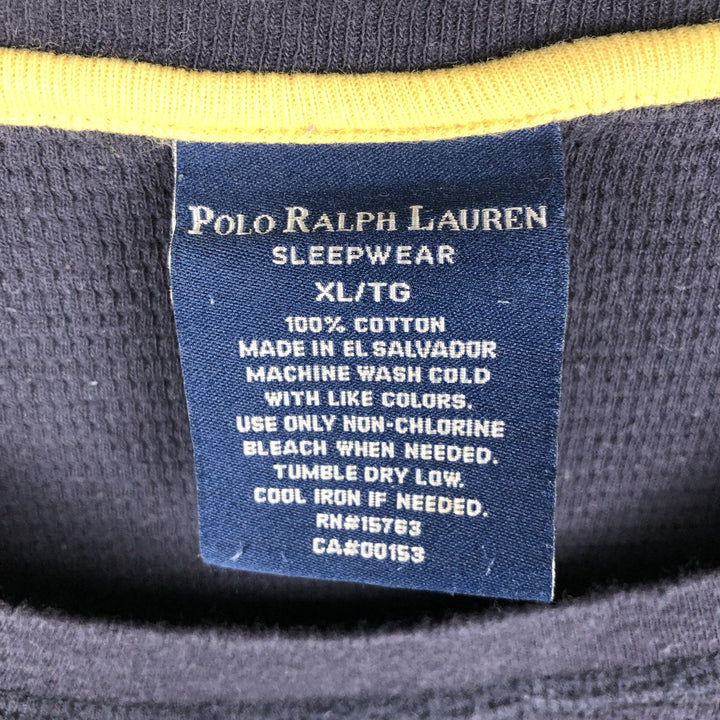 POLO RALPH LAUREN
SLEEPWEAR
XL/TG
100% COTTON
MADE IN EL SALVADOR
MACHINE WASH COLD
WITH LIKE COLORS.
USE ONLY NON-CHLORINE
BLEACH WHEN NEEDED.
TUMBLE DRY LOW.
COOL IRON IF NEEDED.
RN#15763
CA#00153